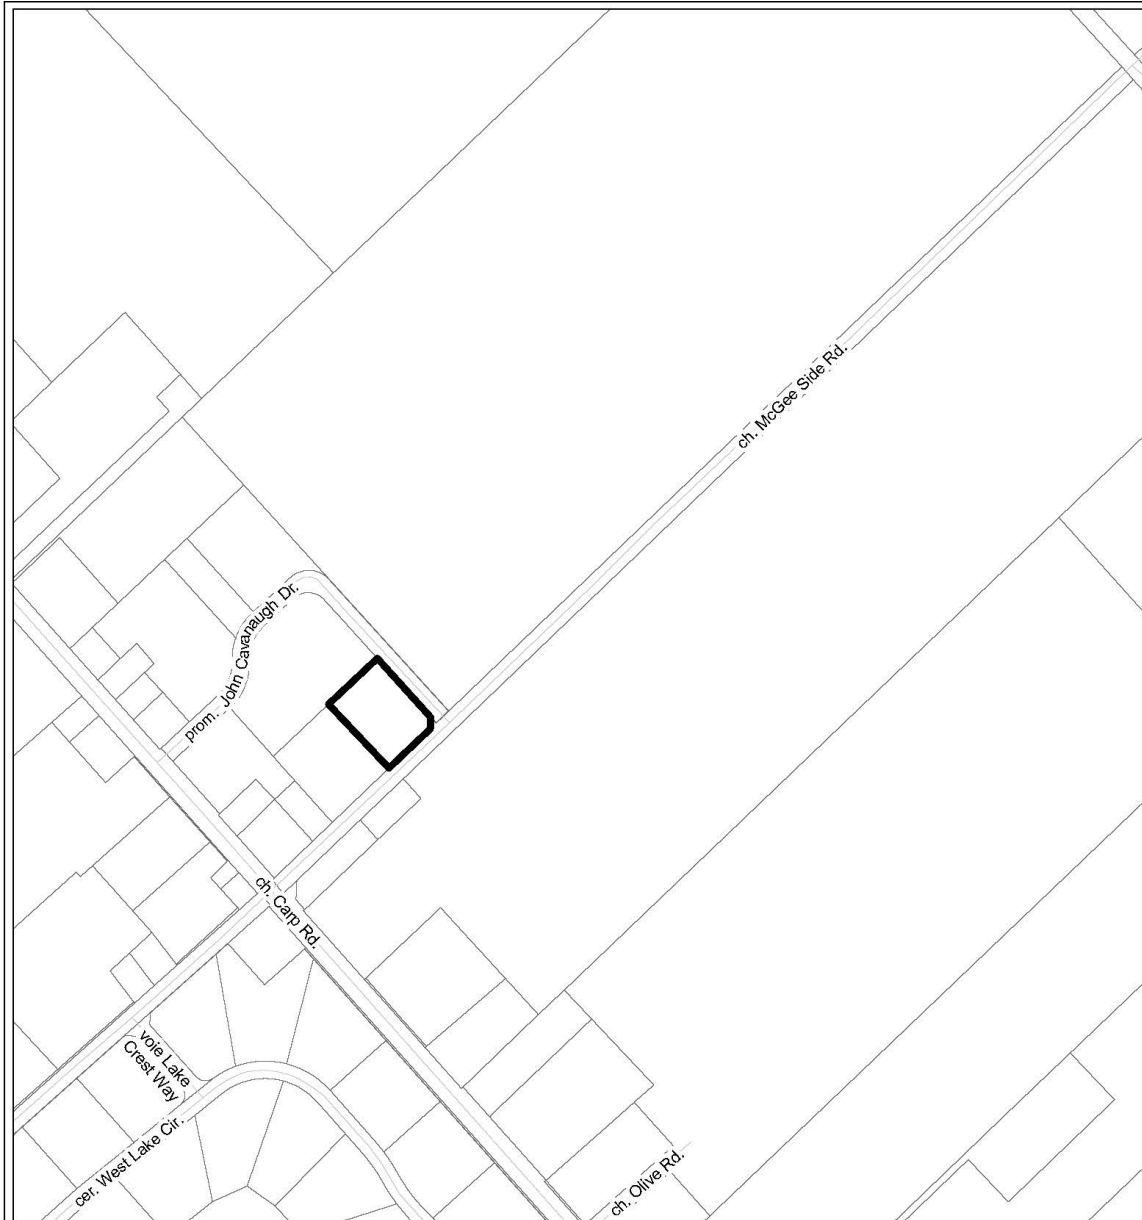 ch. McGee Side Rd.
prom. John Cavanaugh Dr.
ch. Carp Rd.
voie Lake
Crest Way
cer. West Lake Cir.
ch. Olive Rd.